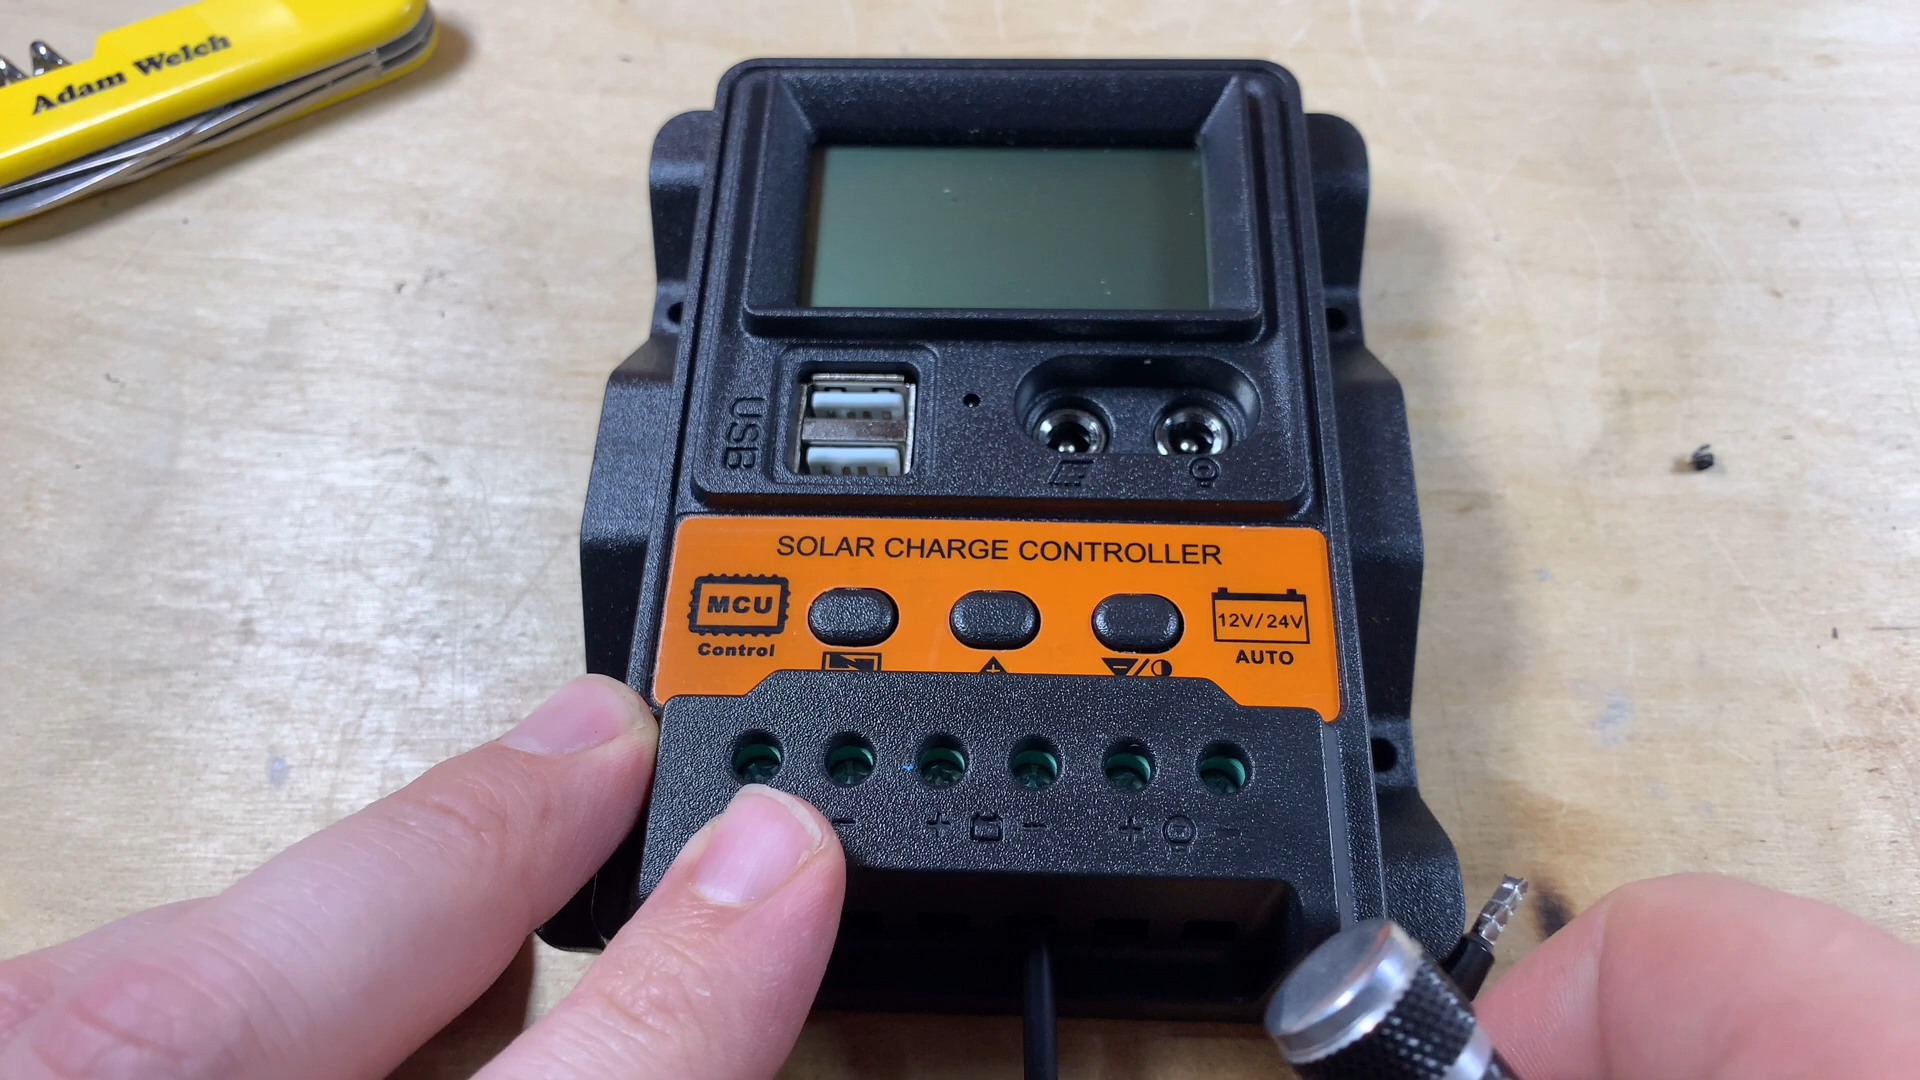 Adam Welch
USB
SOLAR CHARGE CONTROLLER
MCU
Control
12V/24V
AUTO
+
-/
-
+ -
+ -